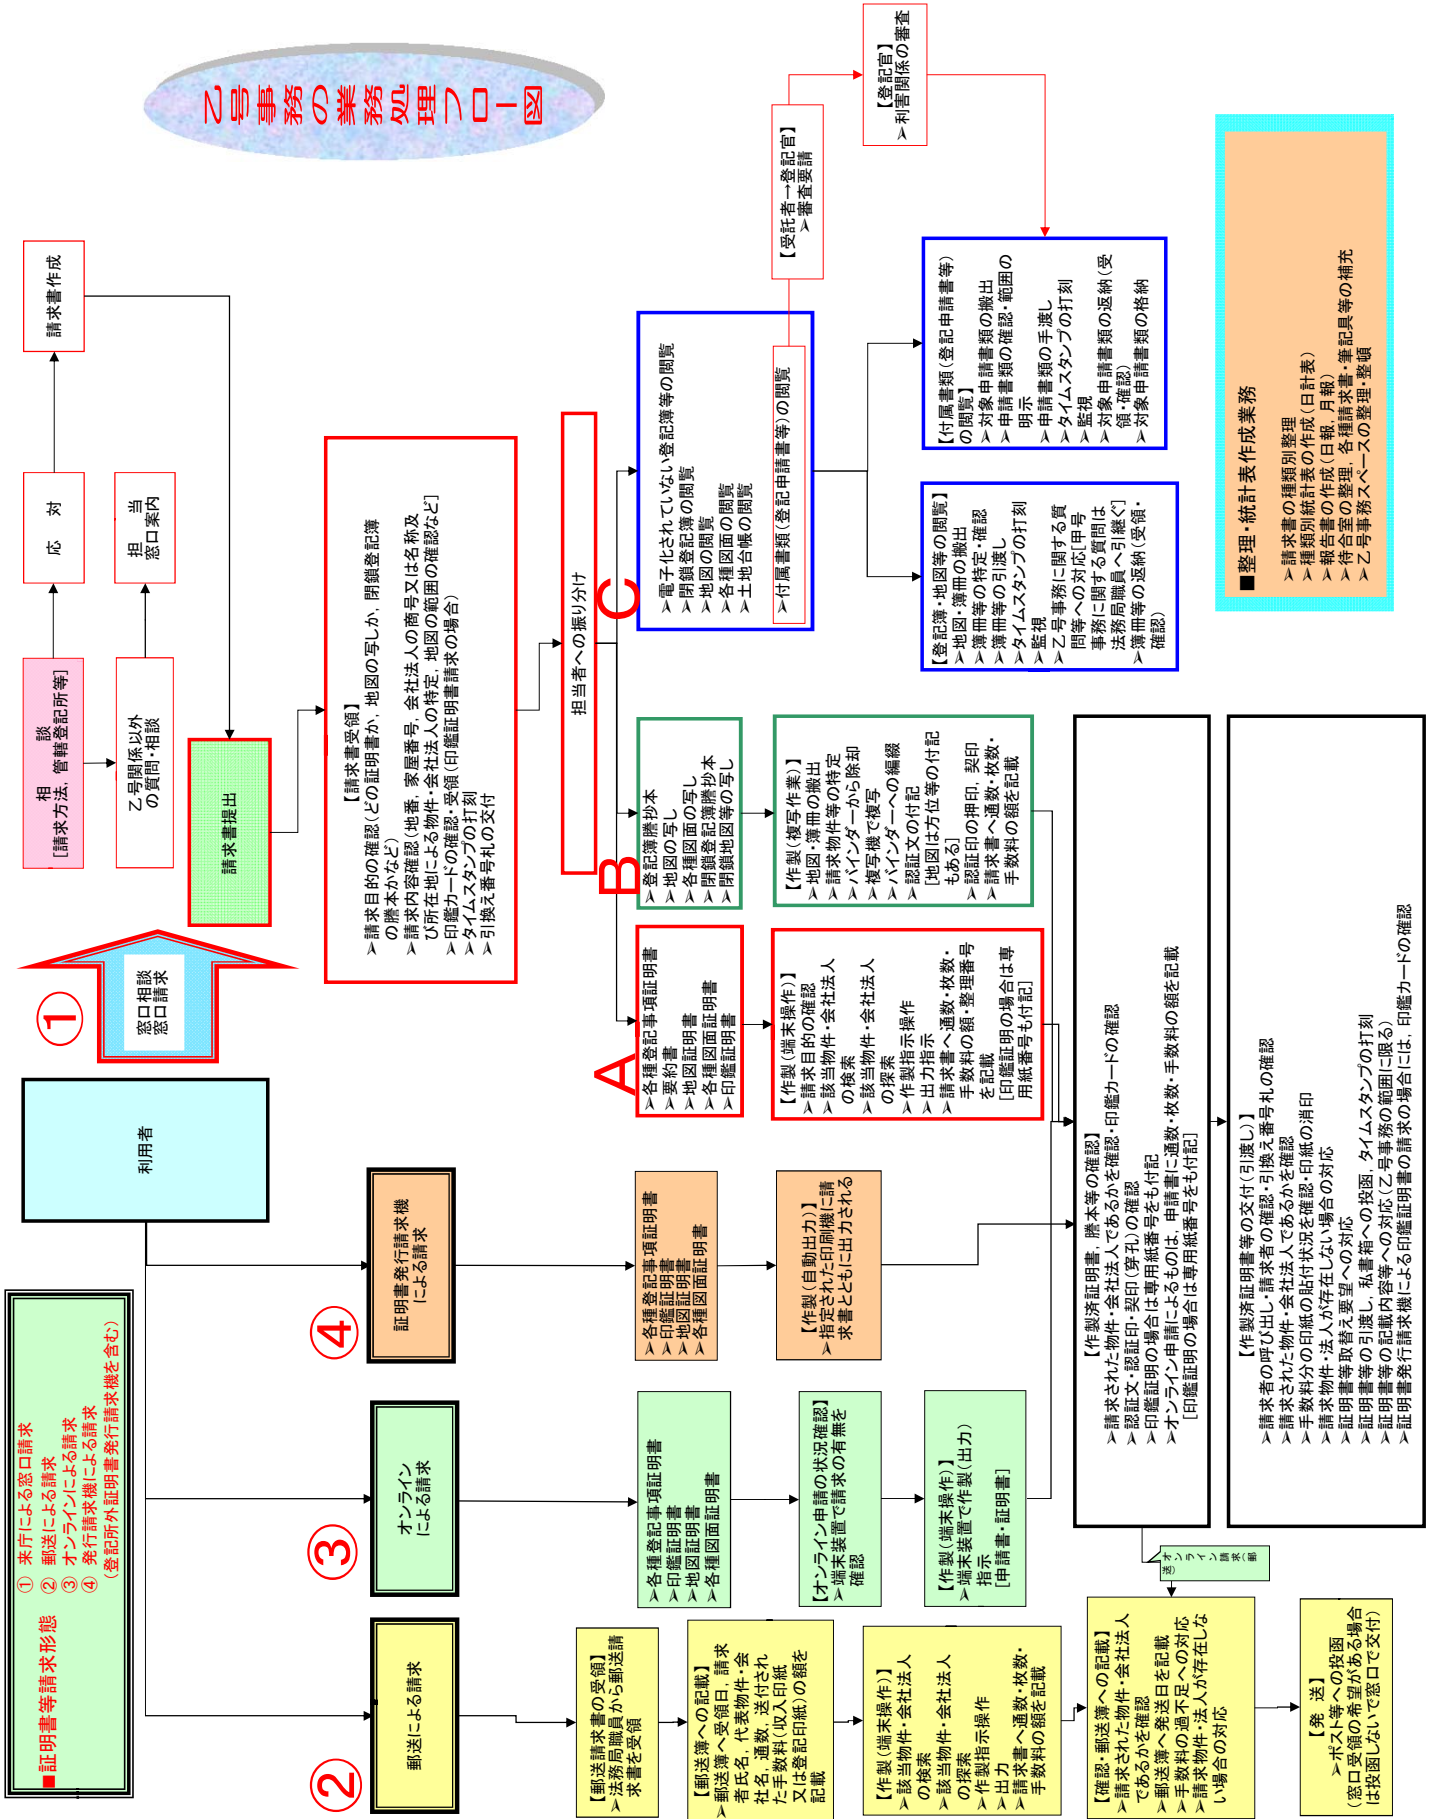 乙号事務の業務処理フロー図
■証明書等請求形態
① 来庁による窓口請求
② 郵送による請求
③ オンラインによる請求
④ 発行請求機による請求
(登記所外証明書発行請求機を含む)
利用者
①
窓口相談
窓口請求
相　　談
[請求方法，管轄登記所等]
応　対
請求書作成
乙号関係以外
の質問・相談
担　当
窓口案内
請求書提出
【請求書受領】
➢請求目的の確認(どの証明書か，地図の写しか，閉鎖登記簿
の謄本かなど)
➢請求内容確認(地番，家屋番号，会社法人の商号又は名称及
び所在地による物件・会社法人の特定，地図の範囲の確認など]
➢印鑑カードの確認・受領(印鑑証明書請求の場合)
➢タイムスタンプの打刻
➢引換え番号札の交付
担当者への振り分け
A
➢各種登記事項証明書
➢要約書
➢地図証明書
➢各種図面証明書
➢印鑑証明書
【作製(端末操作)】
➢請求目的の確認
➢該当物件・会社法人
の検索
➢該当物件・会社法人
の探索
➢作製指示操作
➢出力指示
➢請求書へ通数・枚数・
手数料の額・整理番号
を記載
[印鑑証明の場合は専
用紙番号も付記]
B
➢登記簿謄抄本
➢地図の写し
➢各種図面の写し
➢閉鎖登記簿謄抄本
➢閉鎖地図等の写し
【作製(複写作業)】
➢地図・簿冊の搬出
➢請求物件等の特定
➢バインダーから除却
➢複写機で複写
➢バインダーへの編綴
➢認証文の付記
[地図は方位等の付記
もある]
➢認証印の押印，契印
➢請求書へ通数・枚数・
手数料の額を記載
C
➢電子化されていない登記簿等の閲覧
➢閉鎖登記簿の閲覧
➢地図の閲覧
➢各種図面の閲覧
➢土地台帳の閲覧
➢付属書類(登記申請書等)の閲覧
【受託者→登記官】
➢審査要請
【登記官】
➢利害関係の審査
【登記簿・地図等の閲覧】
➢地図・簿冊の搬出
➢簿冊等の特定・確認
➢簿冊等の引渡し
➢タイムスタンプの打刻
➢監視
➢乙号事務に関する質
問等への対応[甲号
事務に関する質問は
法務局職員へ引継ぐ]
➢簿冊等の返納(受領・
確認)
【付属書類(登記申請書等)
の閲覧】
➢対象申請書類の搬出
➢申請書類の確認・範囲の
明示
➢申請書類の手渡し
➢タイムスタンプの打刻
➢監視
➢対象申請書類の返納(受
領・確認)
➢対象申請書類の格納
④
証明書発行請求機
による請求
➢各種登記事項証明書
➢印鑑証明書
➢地図証明書
➢各種図面証明書
【作製(自動出力)】
➢指定された印刷機に請
求書とともに出力される
③
オンライン
による請求
➢各種登記事項証明書
➢印鑑証明書
➢地図証明書
➢各種図面証明書
【オンライン申請の状況確認】
➢端末装置で請求の有無を
確認
【作製(端末操作)】
➢端末装置で作製(出力)
指示
[申請書・証明書]
②
郵送による請求
【郵送請求書の受領】
➢法務局職員から郵送請
求書を受領
【郵送簿への記載】
➢郵送簿へ受領日，請求
者氏名，代表物件・会
社名，通数，送付され
た手数料(収入印紙
又は登記印紙)の額を
記載
【作製(端末操作)】
➢該当物件・会社法人
の検索
➢該当物件・会社法人
の探索
➢作製指示操作
➢出力
➢請求書へ通数・枚数・
手数料の額を記載
【確認・郵送簿への記載】
➢請求された物件・会社法人
であるかを確認
➢郵送簿へ発送日を記載
➢手数料の過不足への対応
➢請求物件・法人が存在しな
い場合の対応
【発　送】
➢ポスト等への投函
(窓口受領の希望がある場合
は投函しないで窓口で交付)
オンライン請求(郵
送)
【作製済証明書，謄本等の確認】
➢請求された物件・会社法人であるかを確認・印鑑カードの確認
➢認証文・認証印・契印(穿孔)の確認
➢印鑑証明の場合は専用紙番号をも付記
➢オンライン申請によるものは，申請書に通数・枚数・手数料の額を記載
[印鑑証明の場合は専用紙番号をも付記]
【作製済証明書等の交付(引渡し)】
➢請求者の呼び出し・請求者の確認・引換え番号札の確認
➢請求された物件・会社法人であるかを確認
➢手数料分の印紙の貼付状況を確認・印紙の消印
➢請求物件・法人が存在しない場合の対応
➢証明書等取替え要望への対応
➢証明書等の引渡し，私書箱への投函，タイムスタンプの打刻
➢証明書等の記載内容等への対応(乙号事務の範囲に限る)
➢証明書発行請求機による印鑑証明書の請求の場合には，印鑑カードの確認
■整理・統計表作成業務
➢請求書の種類別整理
➢種類別統計表の作成(日計表)
➢報告書の作成(日報，月報)
➢待合室の整理，各種請求書・筆記具等の補充
➢乙号事務スペースの整理・整頓